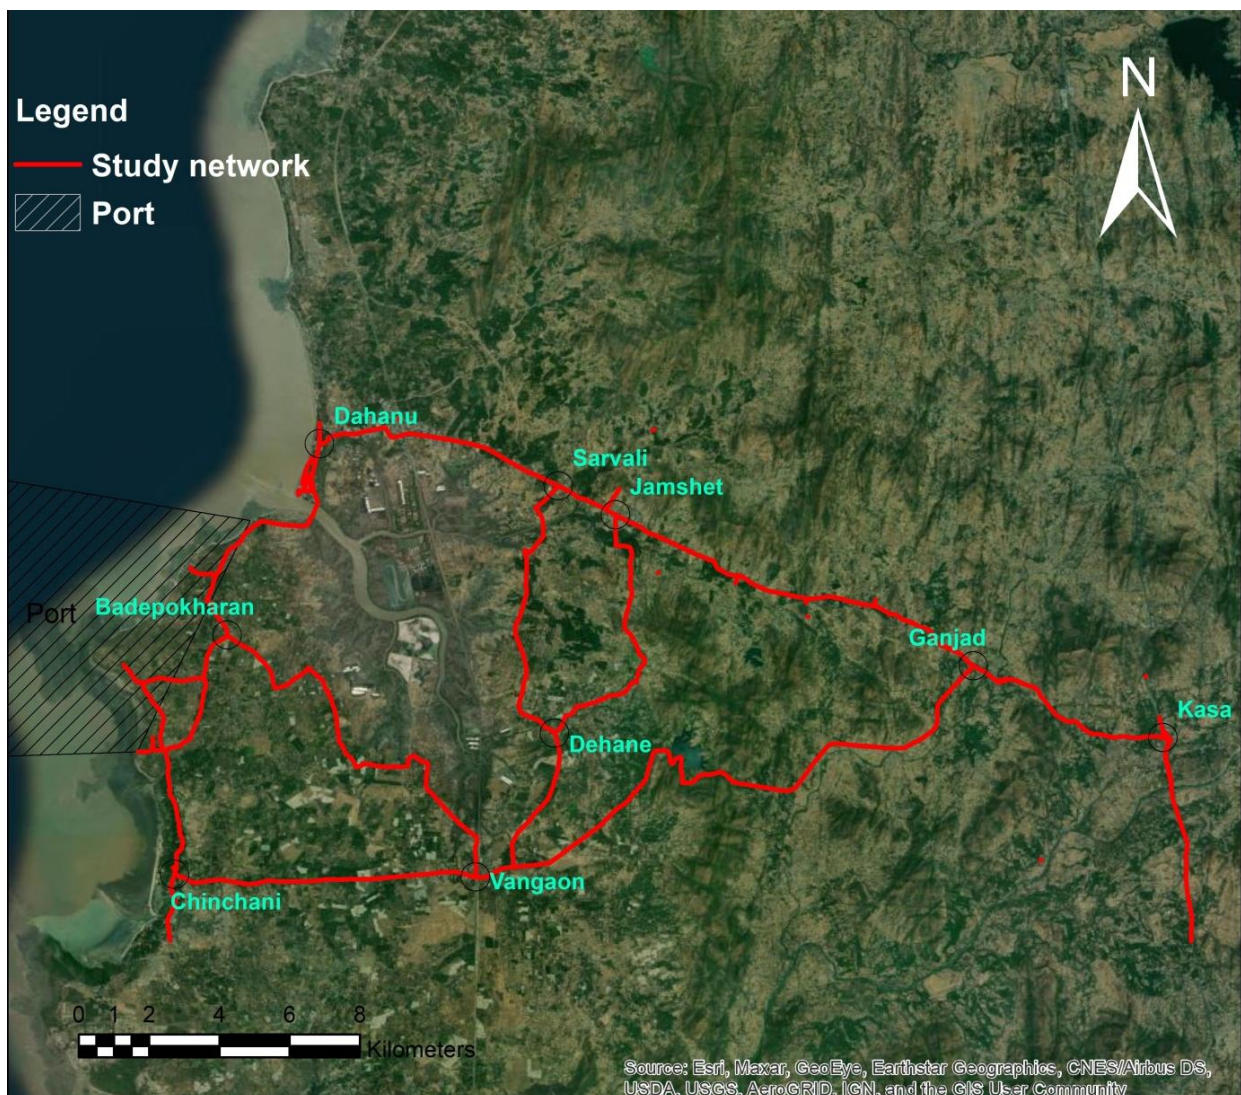 N
Legend
Study network
Port
Dahanu
Sarvali
Jamshet
Port
Badepokharan
Ganjad
Kasa
Dehane
Vangaon
Chinchani
0 1 2 4 6 8
Kilometers
Source: Esri, Maxar, GeoEye, Earthstar Geographics, CNES/Airbus DS,
USDA, USGS, AeroGRID, IGN, and the GIS User Community